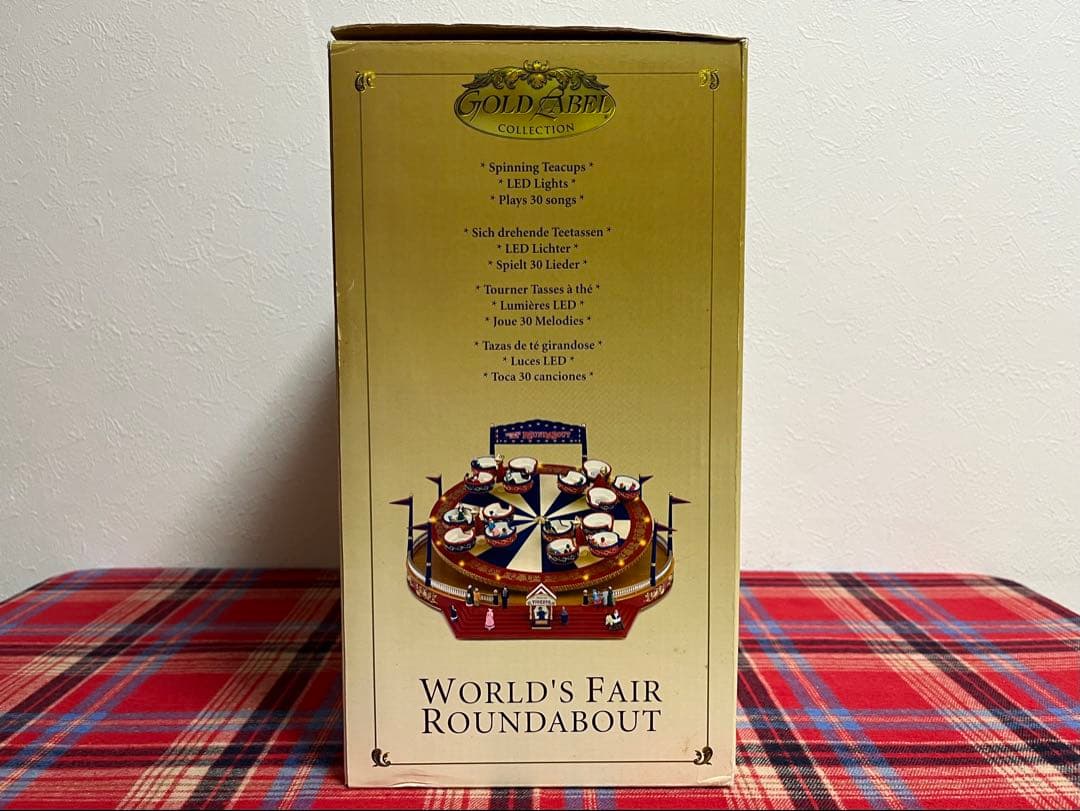 GOLD LABEL
COLLECTION
* Spinning Teacups *
* LED Lights *
* Plays 30 songs *
* Sich drehende Teetassen *
* LED Lichter *
* Spielt 30 Lieder *
* Tourner Tasses à thé *
* Lumières LED *
* Joue 30 Melodies *
* Tazas de té girandose *
* Luces LED *
* Toca 30 canciones *
ROUNDABOUT
TICKETS
WORLD'S FAIR
ROUNDABOUT